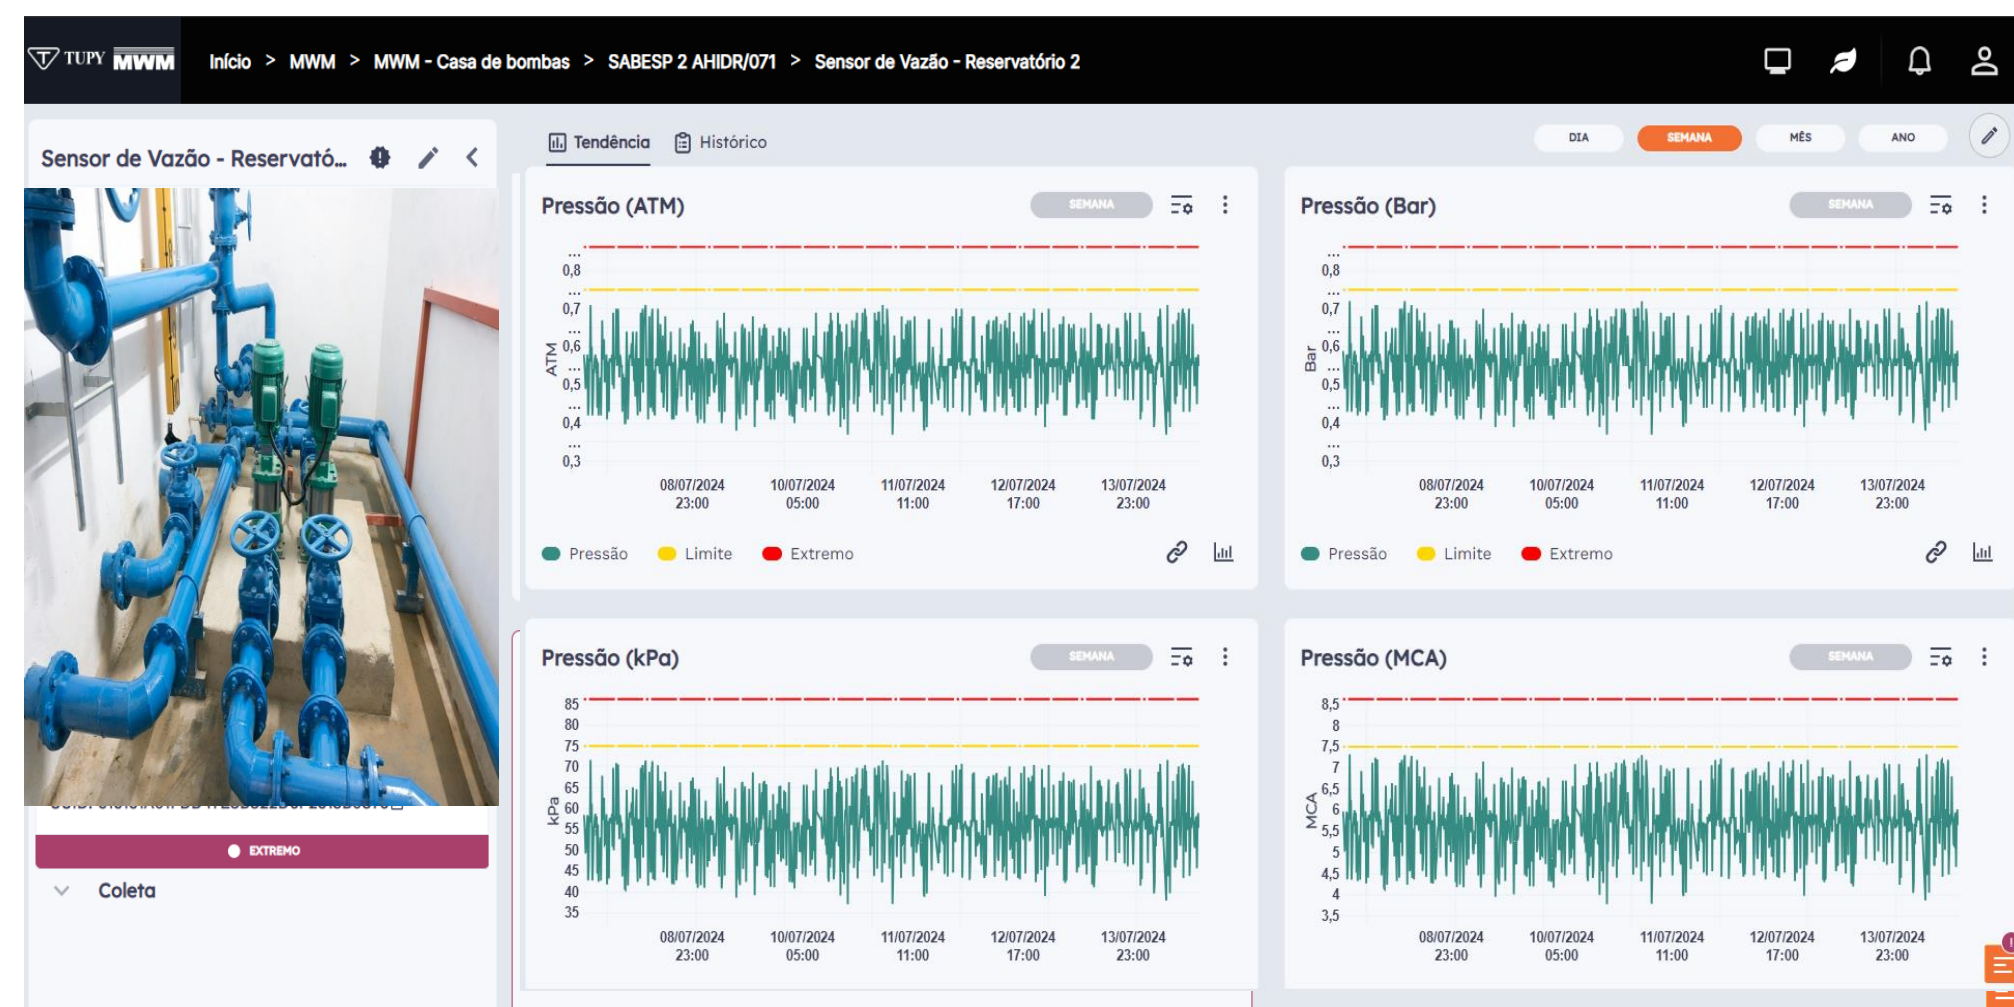 TUPY MWM
Início > MWM > MWM - Casa de bombas > SABESP 2 AHIDR/071 > Sensor de Vazão - Reservatório 2
Sensor de Vazão - Reservató...
EXTREMO
Coleta
Tendência
Histórico
DIA
SEMANA
MÊS
ANO
Pressão (ATM)
SEMANA
...
0,8
...
0,7
...
0,6
...
0,5
...
0,4
...
0,3
ATM
08/07/2024 10/07/2024 11/07/2024 12/07/2024 13/07/2024
23:00 05:00 11:00 17:00 23:00
Pressão Limite Extremo
Pressão (Bar)
SEMANA
...
0,8
...
0,7
...
0,6
...
0,5
...
0,4
...
0,3
Bar
08/07/2024 10/07/2024 11/07/2024 12/07/2024 13/07/2024
23:00 05:00 11:00 17:00 23:00
Pressão Limite Extremo
Pressão (kPa)
SEMANA
85
80
75
70
65
60
55
50
45
40
35
kPa
08/07/2024 10/07/2024 11/07/2024 12/07/2024 13/07/2024
23:00 05:00 11:00 17:00 23:00
Pressão (MCA)
SEMANA
8,5
8
7,5
7
6,5
6
5,5
5
4,5
4
3,5
MCA
08/07/2024 10/07/2024 11/07/2024 12/07/2024 13/07/2024
23:00 05:00 11:00 17:00 23:00